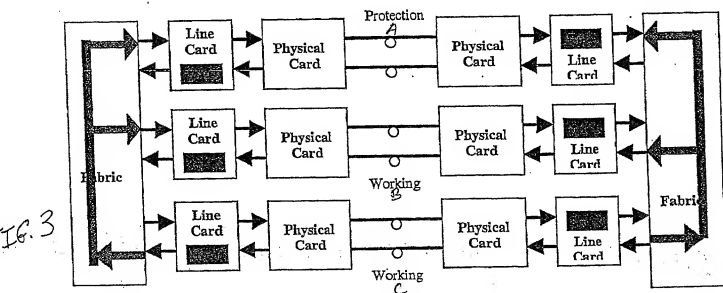 Protection
A
Line
Card
Physical
Card
Physical
Card
Line
Card
Line
Card
Physical
Card
Physical
Card
Line
Card
Fabric
Working
B
Fabric
Line
Card
Physical
Card
Physical
Card
Line
Card
Working
C
IG. 3